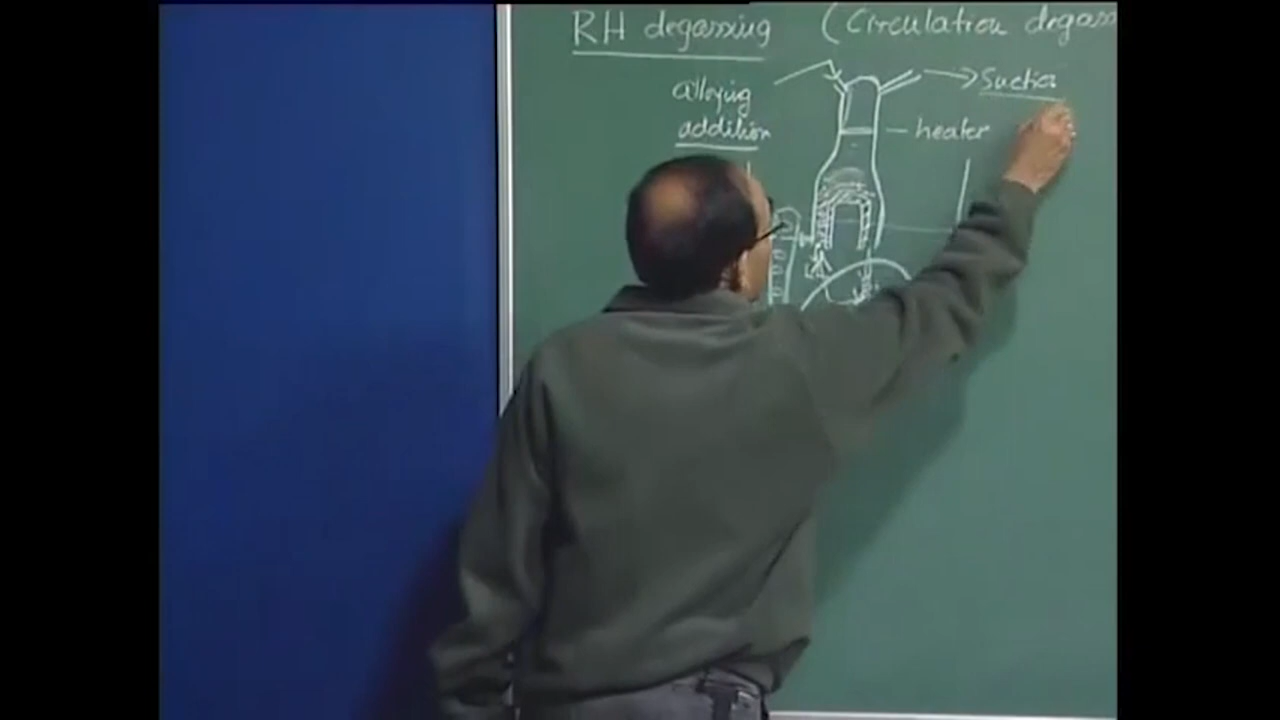 RH degassing (Circulation degass
alloying
addition
Suction
heater